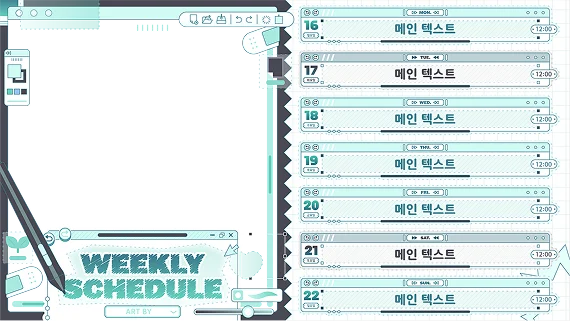 WEEKLY
SCHEDULE
ART BY
MON.
16
메인 텍스트
12:00
TUE.
17
메인 텍스트
12:00
WED.
18
메인 텍스트
12:00
THU.
19
메인 텍스트
12:00
FRI.
20
메인 텍스트
12:00
SAT.
21
메인 텍스트
12:00
SUN.
22
메인 텍스트
12:00